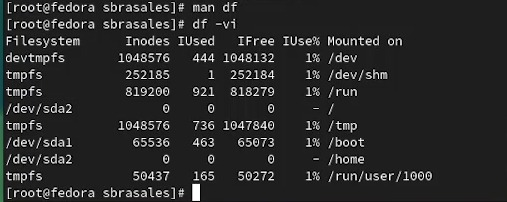 [root@fedora sbrasales]# man df
[root@fedora sbrasales]# df -vi
Filesystem      Inodes IUsed   IFree IUse% Mounted on
devtmpfs       1048576   444 1048132    1% /dev
tmpfs           252185     1  252184    1% /dev/shm
tmpfs           819200   921  818279    1% /run
/dev/sda2            0     0       0     - /
tmpfs          1048576   736 1047840    1% /tmp
/dev/sda1        65536   463   65073    1% /boot
/dev/sda2            0     0       0     - /home
tmpfs            50437   165   50272    1% /run/user/1000
[root@fedora sbrasales]#